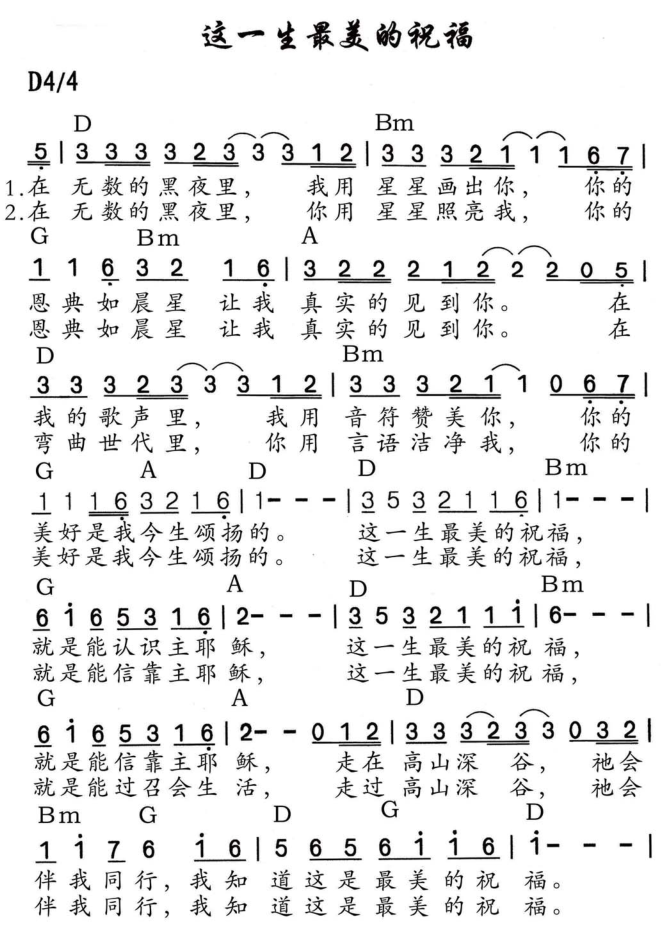 这一生最美的祝福
D4/4
D Bm
5 | 3 3 3 3 2 3 3 3 1 2 | 3 3 3 2 1 1 1 6 7 |
1.在 无数的黑夜里， 我用 星星画出你， 你的
2.在 无数的黑夜里， 你用 星星照亮我， 你的
G Bm A
1 1 6 3 2 1 6 | 3 2 2 2 1 2 2 2 0 5 |
恩典如晨星 让我 真实的见到你。 在
恩典如晨星 让我 真实的见到你。 在
D Bm
3 3 3 3 2 3 3 3 1 2 | 3 3 3 2 1 1 0 6 7 |
我的歌声里， 我用 音符赞美你， 你的
弯曲世代里， 你用 言语洁净我， 你的
G A D D Bm
1 1 1 6 3 2 1 6 | 1 - - - | 3 5 3 2 1 1 6 | 1 - - - |
美好是我今生颂扬的。 这一生最美的祝福，
美好是我今生颂扬的。 这一生最美的祝福，
G A D Bm
6 1 6 5 3 1 6 | 2 - - - | 3 5 3 2 1 1 1 | 6 - - - |
就是能认识主耶稣， 这一生最美的祝福，
就是能信靠主耶稣， 这一生最美的祝福，
G A D
6 1 6 5 3 1 6 | 2 - - 0 1 2 | 3 3 3 2 3 3 0 3 2 |
就是能信靠主耶稣， 走在高山深谷， 祂会
就是能过召会生活， 走过高山深谷， 祂会
Bm G D G D
1 1 7 6 1 6 | 5 6 5 6 1 1 6 | 1 - - - |
伴我同行，我知 道这是最美的祝 福。
伴我同行，我知 道这是最美的祝 福。